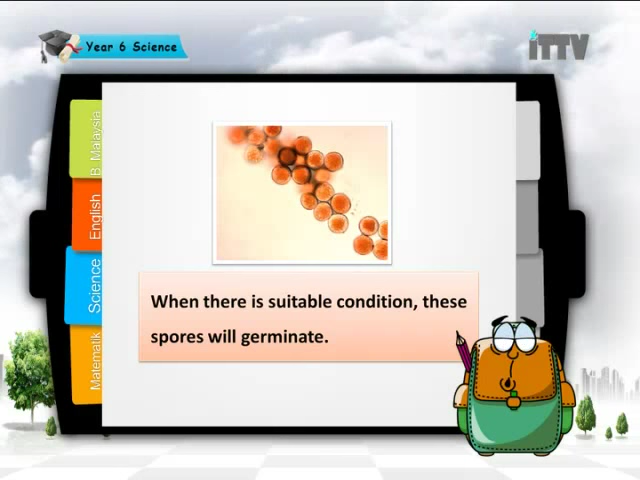 Year 6 Science
iTTV
B. Malaysia
English
Science
Matematik
When there is suitable condition, these
spores will germinate.